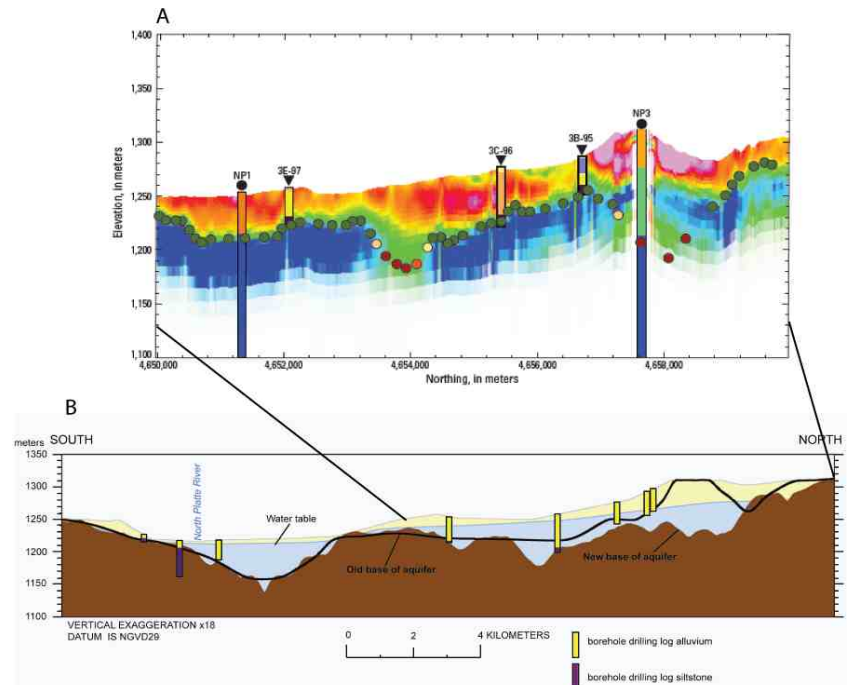 A
1,400
1,350
1,300
1,250
1,200
1,150
1,100
Elevation, in meters
NP1
3E-97
3C-96
3B-95
NP3
4,650,000
4,652,000
4,654,000
4,656,000
4,658,000
Northing, in meters
B
meters
SOUTH
NORTH
1350
1300
1250
1200
1150
1100
North Platte River
Water table
Old base of aquifer
New base of aquifer
VERTICAL EXAGGERATION x18
DATUM IS NGVD29
0 2 4 KILOMETERS
borehole drilling log alluvium
borehole drilling log siltstone